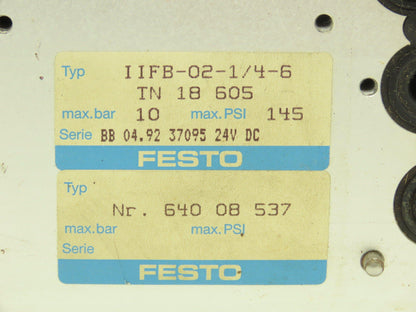 Typ IIFB-02-1/4-6
TN 18 605
max.bar 10 max.PSI 145
Serie BB 04.92 37095 24V DC
FESTO
Typ
Nr. 640 08 537
max.bar max.PSI
Serie
FESTO